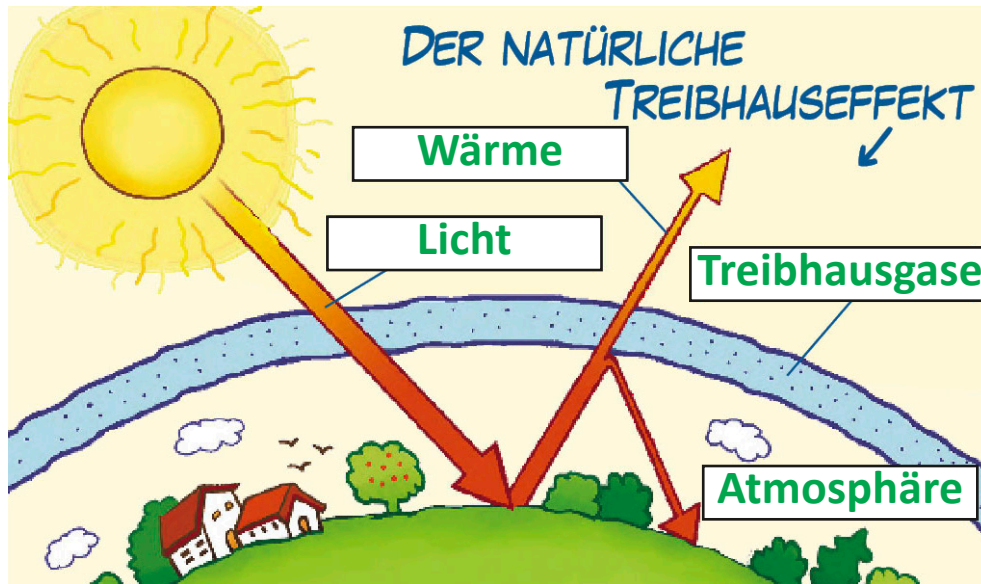 DER NATÜRLICHE
TREIBHAUSEFFEKT
Wärme
Licht
Treibhausgase
Atmosphäre